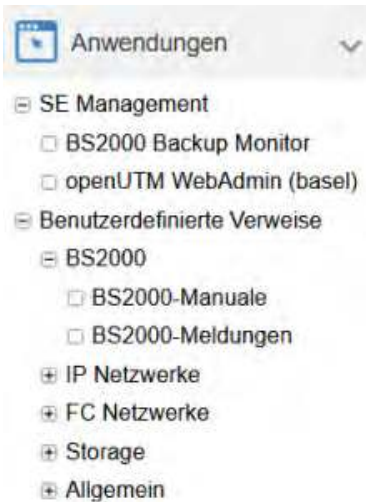 Anwendungen
SE Management
BS2000 Backup Monitor
openUTM WebAdmin (basel)
Benutzerdefinierte Verweise
BS2000
BS2000-Manuale
BS2000-Meldungen
IP Netzwerke
FC Netzwerke
Storage
Allgemein